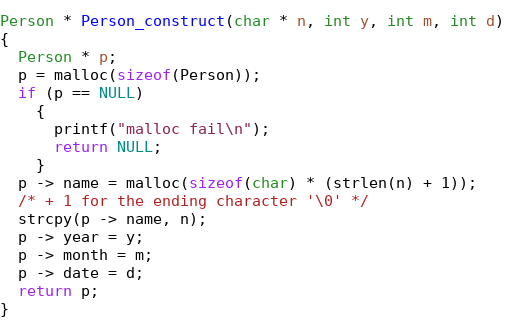 Person * Person_construct(char * n, int y, int m, int d)
{
  Person * p;
  p = malloc(sizeof(Person));
  if (p == NULL)
    {
      printf("malloc fail\n");
      return NULL;
    }
  p -> name = malloc(sizeof(char) * (strlen(n) + 1));
  /* + 1 for the ending character '\0' */
  strcpy(p -> name, n);
  p -> year = y;
  p -> month = m;
  p -> date = d;
  return p;
}